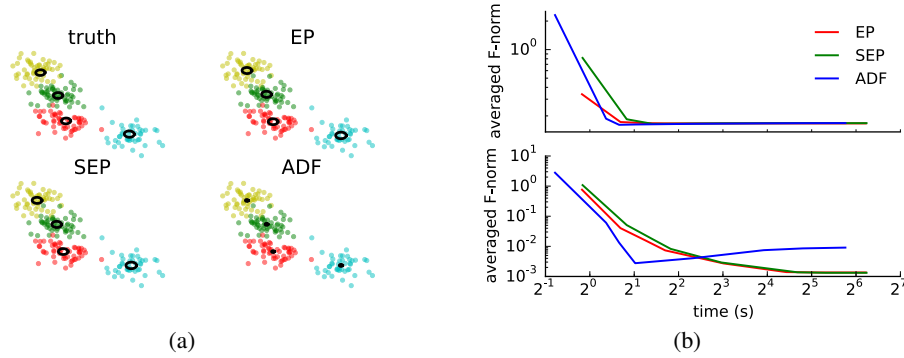 truth
EP
SEP
ADF
(a)
averaged F-norm
10^0
EP
SEP
ADF
averaged F-norm
10^1
10^0
10^-1
10^-2
10^-3
2^-1 2^0 2^1 2^2 2^3 2^4 2^5 2^6 2^7
time (s)
(b)